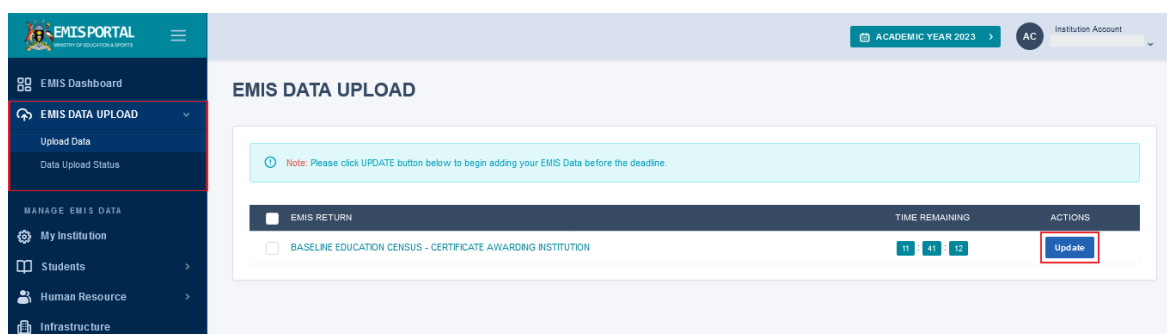 EMIS PORTAL
MINISTRY OF EDUCATION & SPORTS
ACADEMIC YEAR 2023
AC
Institution Account
EMIS Dashboard
EMIS DATA UPLOAD
Upload Data
Data Upload Status
MANAGE EMIS DATA
My Institution
Students
Human Resource
Infrastructure
EMIS DATA UPLOAD
Note: Please click UPDATE button below to begin adding your EMIS Data before the deadline.
EMIS RETURN TIME REMAINING ACTIONS
BASELINE EDUCATION CENSUS - CERTIFICATE AWARDING INSTITUTION 11 : 41 : 12 Update